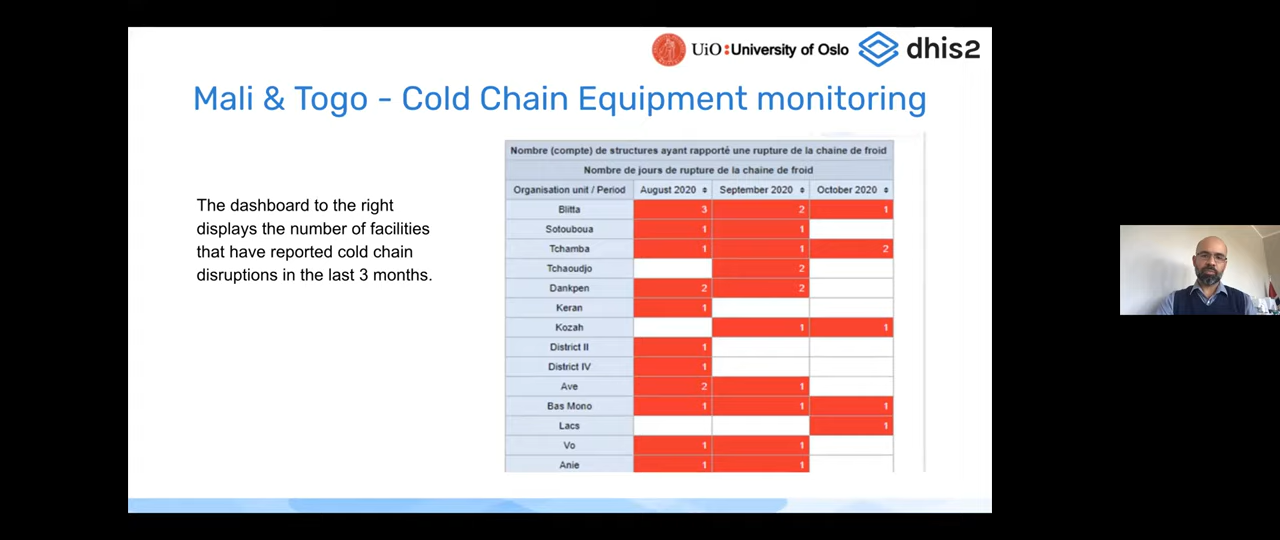 UiO:University of Oslo dhis2
Mali & Togo - Cold Chain Equipment monitoring
The dashboard to the right
displays the number of facilities
that have reported cold chain
disruptions in the last 3 months.
Nombre (compte) de structures ayant rapporté une rupture de la chaine de froid
Nombre de jours de rupture de la chaine de froid
Organisation unit / Period August 2020 September 2020 October 2020
Blitta 3 2 1
Sotouboua 1 1
Tchamba 1 1 2
Tchaoudjo 2
Dankpen 2 2
Keran 1
Kozah 1 1
District II 1
District IV 1
Ave 2 1
Bas Mono 1 1 1
Lacs 1
Vo 1 1
Anie 1 1